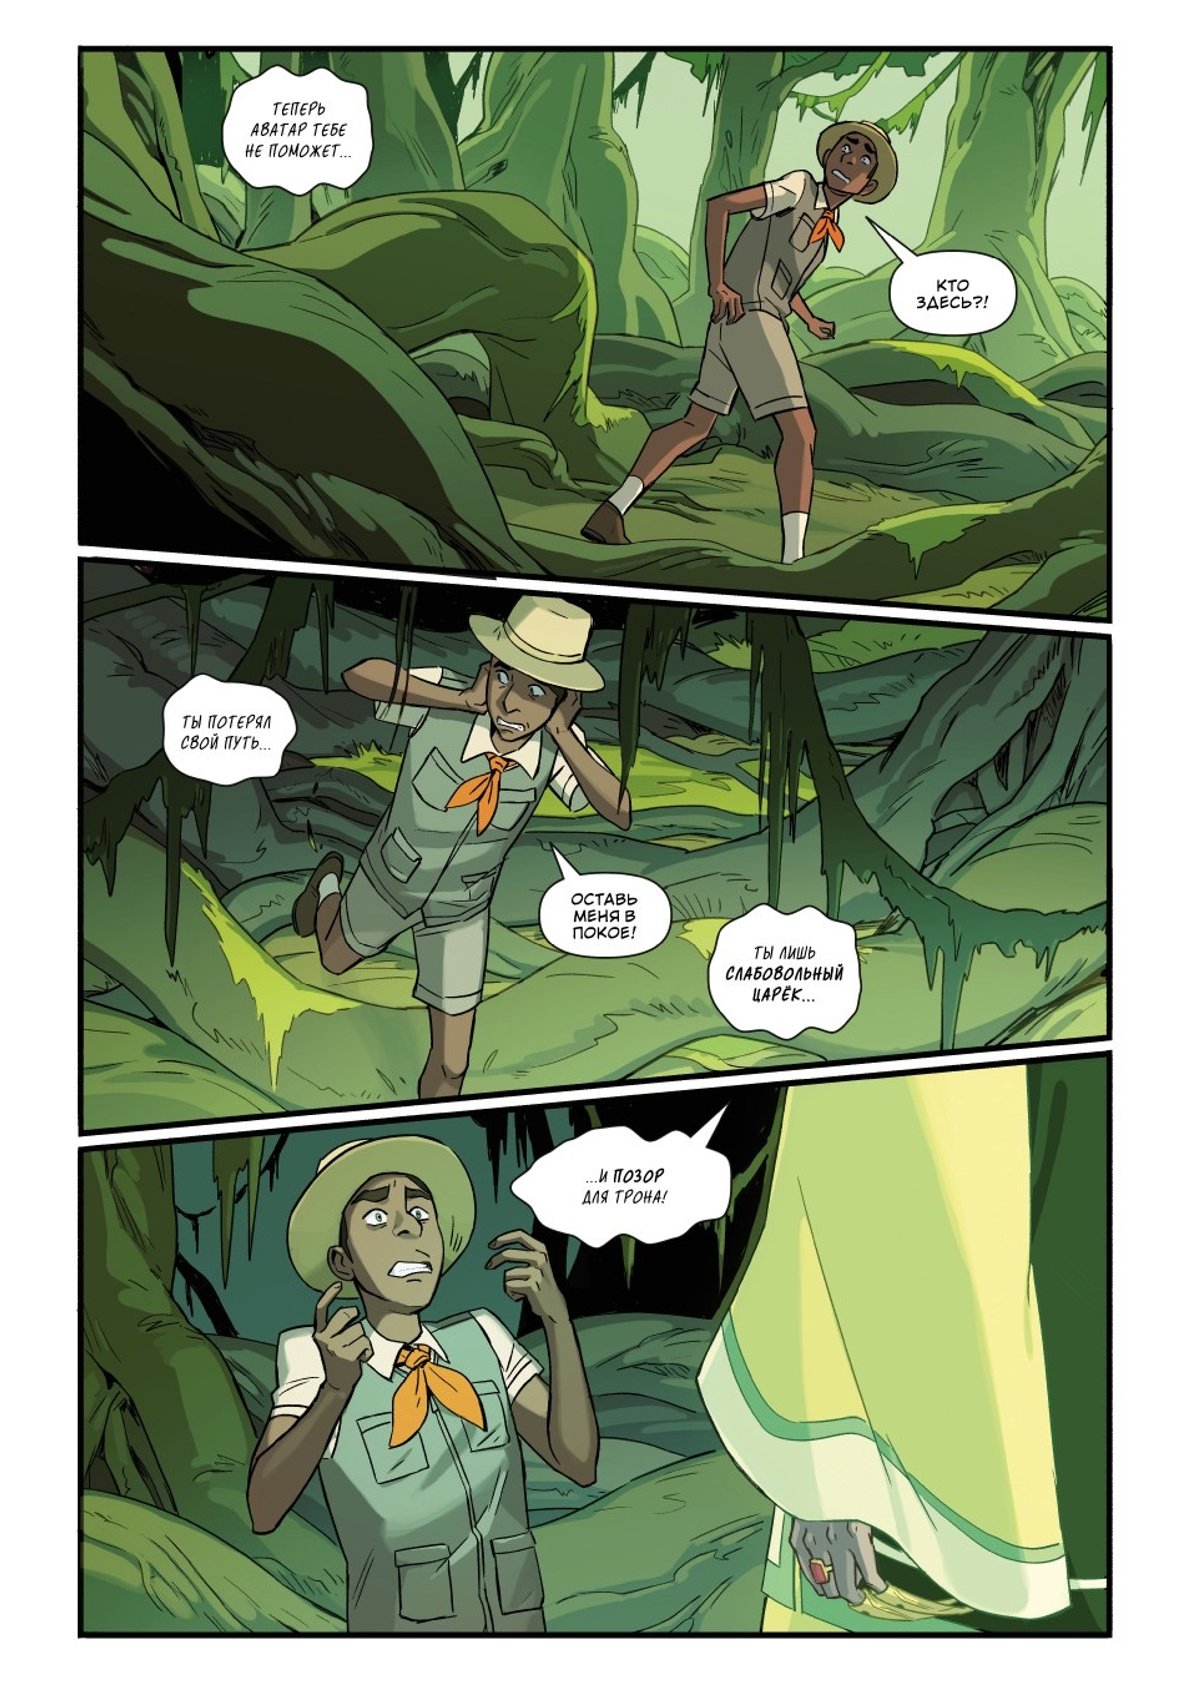 ТЕПЕРЬ
АВАТАР ТЕБЕ
НЕ ПОМОЖЕТ...
КТО
ЗДЕСЬ?!
ТЫ ПОТЕРЯЛ
СВОЙ ПУТЬ...
ОСТАВЬ
МЕНЯ В
ПОКОЕ!
ТЫ ЛИШЬ
СЛАБОВОЛЬНЫЙ
ЦАРЁК...
...И ПОЗОР
ДЛЯ ТРОНА!